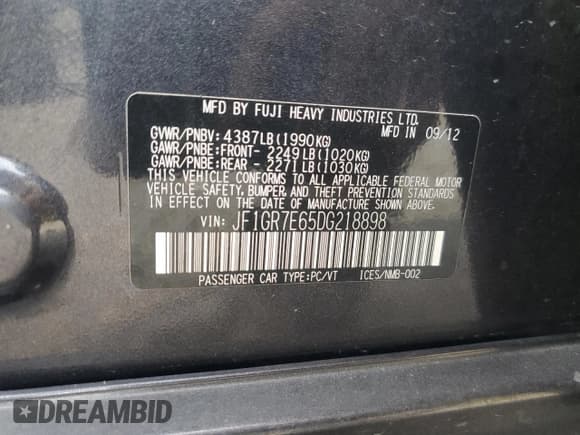 MFD BY FUJI HEAVY INDUSTRIES LTD.
MFD IN 09/12
GVWR/PNBV: 4387LB(1990KG)
GAWR/PNBE:FRONT- 2249LB(1020KG)
GAWR/PNBE:REAR - 2271LB(1030KG)
THIS VEHICLE CONFORMS TO ALL APPLICABLE FEDERAL MOTOR
VEHICLE SAFETY, BUMPER AND THEFT PREVENTION STANDARDS
IN EFFECT ON THE DATE OF MANUFACTURE SHOWN ABOVE.
VIN: JF1GR7E65DG218898
PASSENGER CAR TYPE:PC/VT ICES/NMB-002
DREAMBID